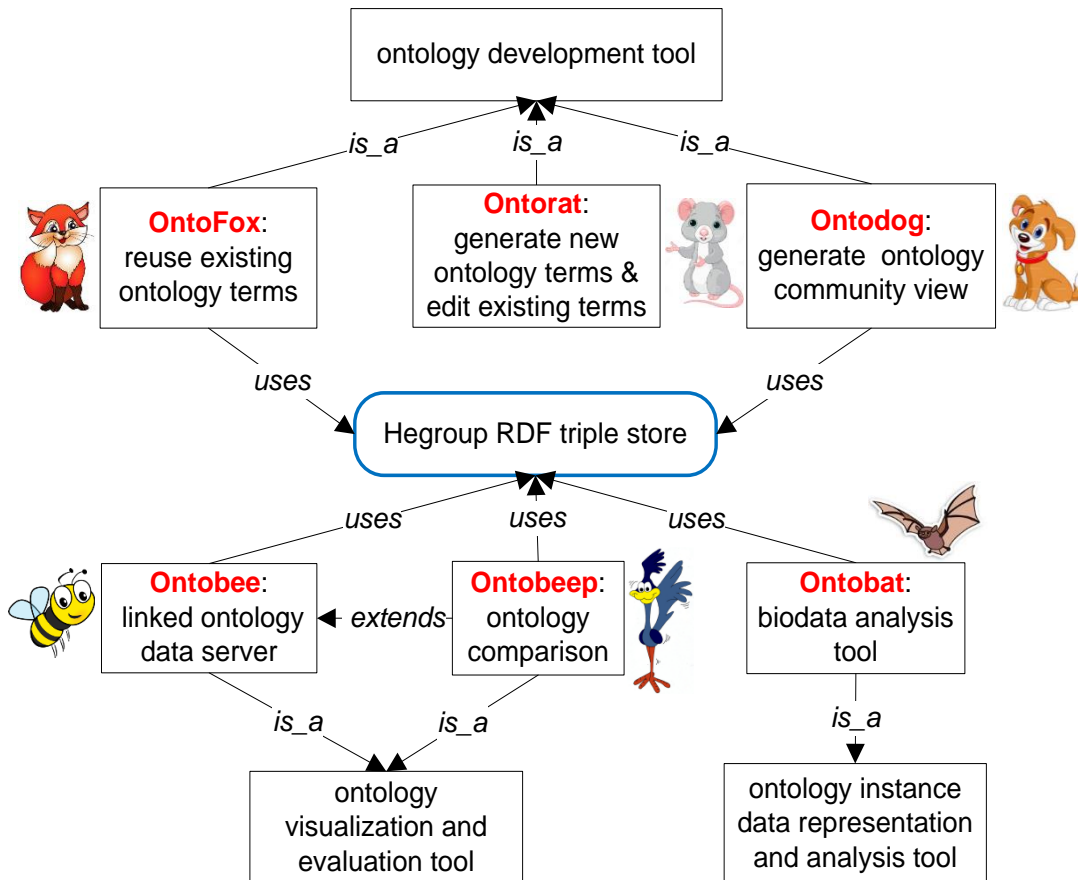 ontology development tool
is_a
is_a
is_a
OntoFox:
reuse existing
ontology terms
Ontorat:
generate new
ontology terms &
edit existing terms
Ontodog:
generate ontology
community view
uses
uses
Hegroup RDF triple store
uses
uses
uses
Ontobee:
linked ontology
data server
extends
Ontobeep:
ontology
comparison
Ontobat:
biodata analysis
tool
is_a
is_a
is_a
ontology
visualization and
evaluation tool
ontology instance
data representation
and analysis tool